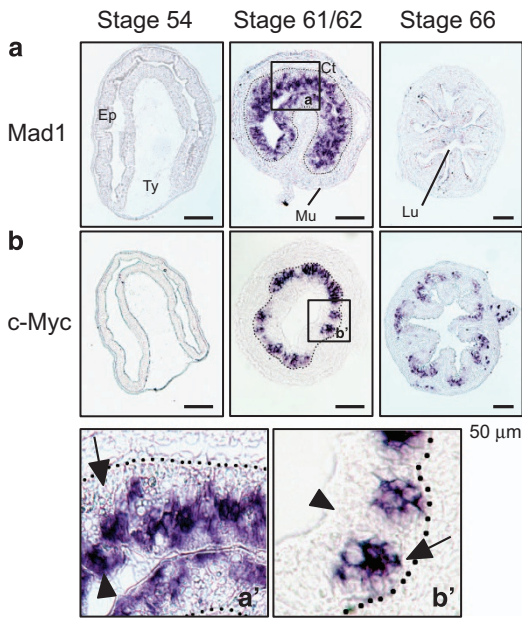 Stage 54 Stage 61/62 Stage 66
a
Mad1
Ep
Ty
Ct
a'
Mu
Lu
b
c-Myc
b'
50 μm
a'
b'